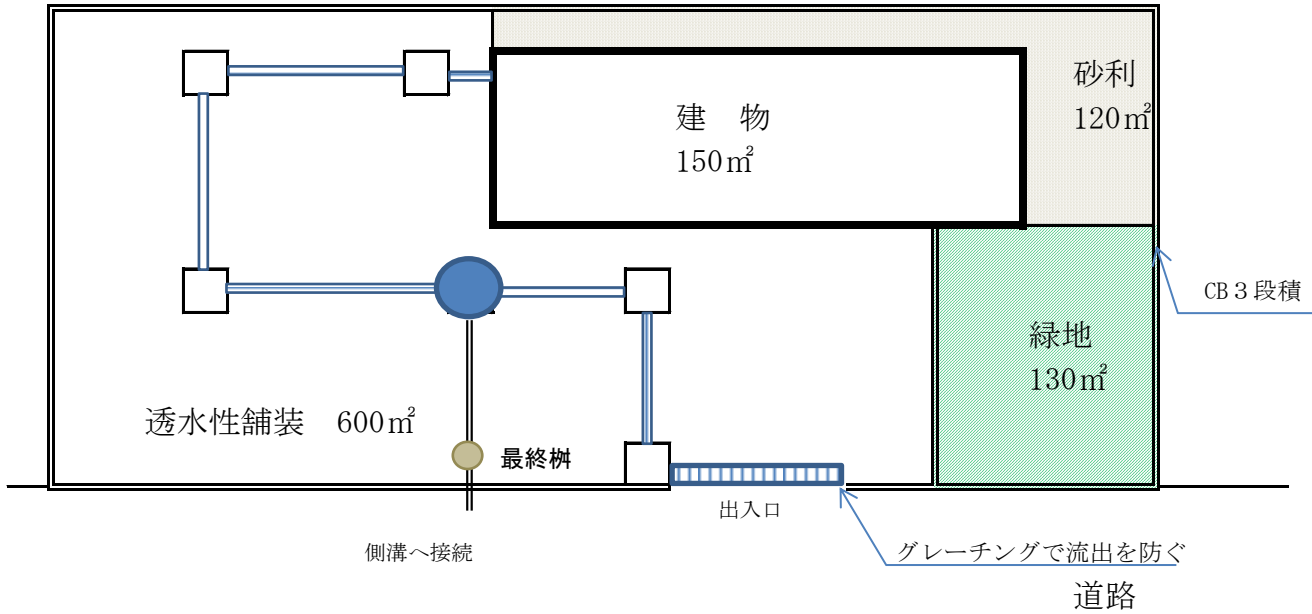 砂利
120㎡
建　物
150㎡
CB３段積
緑地
130㎡
透水性舗装　600㎡
最終桝
出入口
側溝へ接続
グレーチングで流出を防ぐ
道路